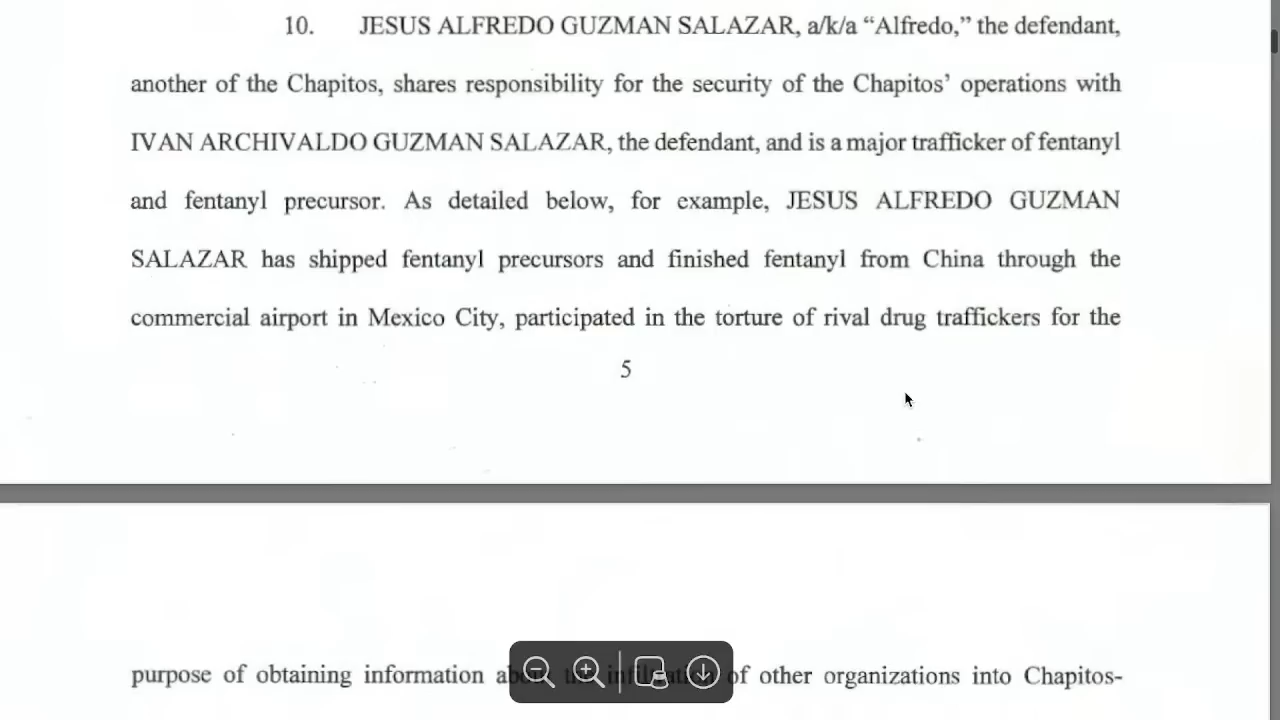 10. JESUS ALFREDO GUZMAN SALAZAR, a/k/a “Alfredo,” the defendant,
another of the Chapitos, shares responsibility for the security of the Chapitos’ operations with
IVAN ARCHIVALDO GUZMAN SALAZAR, the defendant, and is a major trafficker of fentanyl
and fentanyl precursor. As detailed below, for example, JESUS ALFREDO GUZMAN
SALAZAR has shipped fentanyl precursors and finished fentanyl from China through the
commercial airport in Mexico City, participated in the torture of rival drug traffickers for the
5
purpose of obtaining information about the infiltration of other organizations into Chapitos-